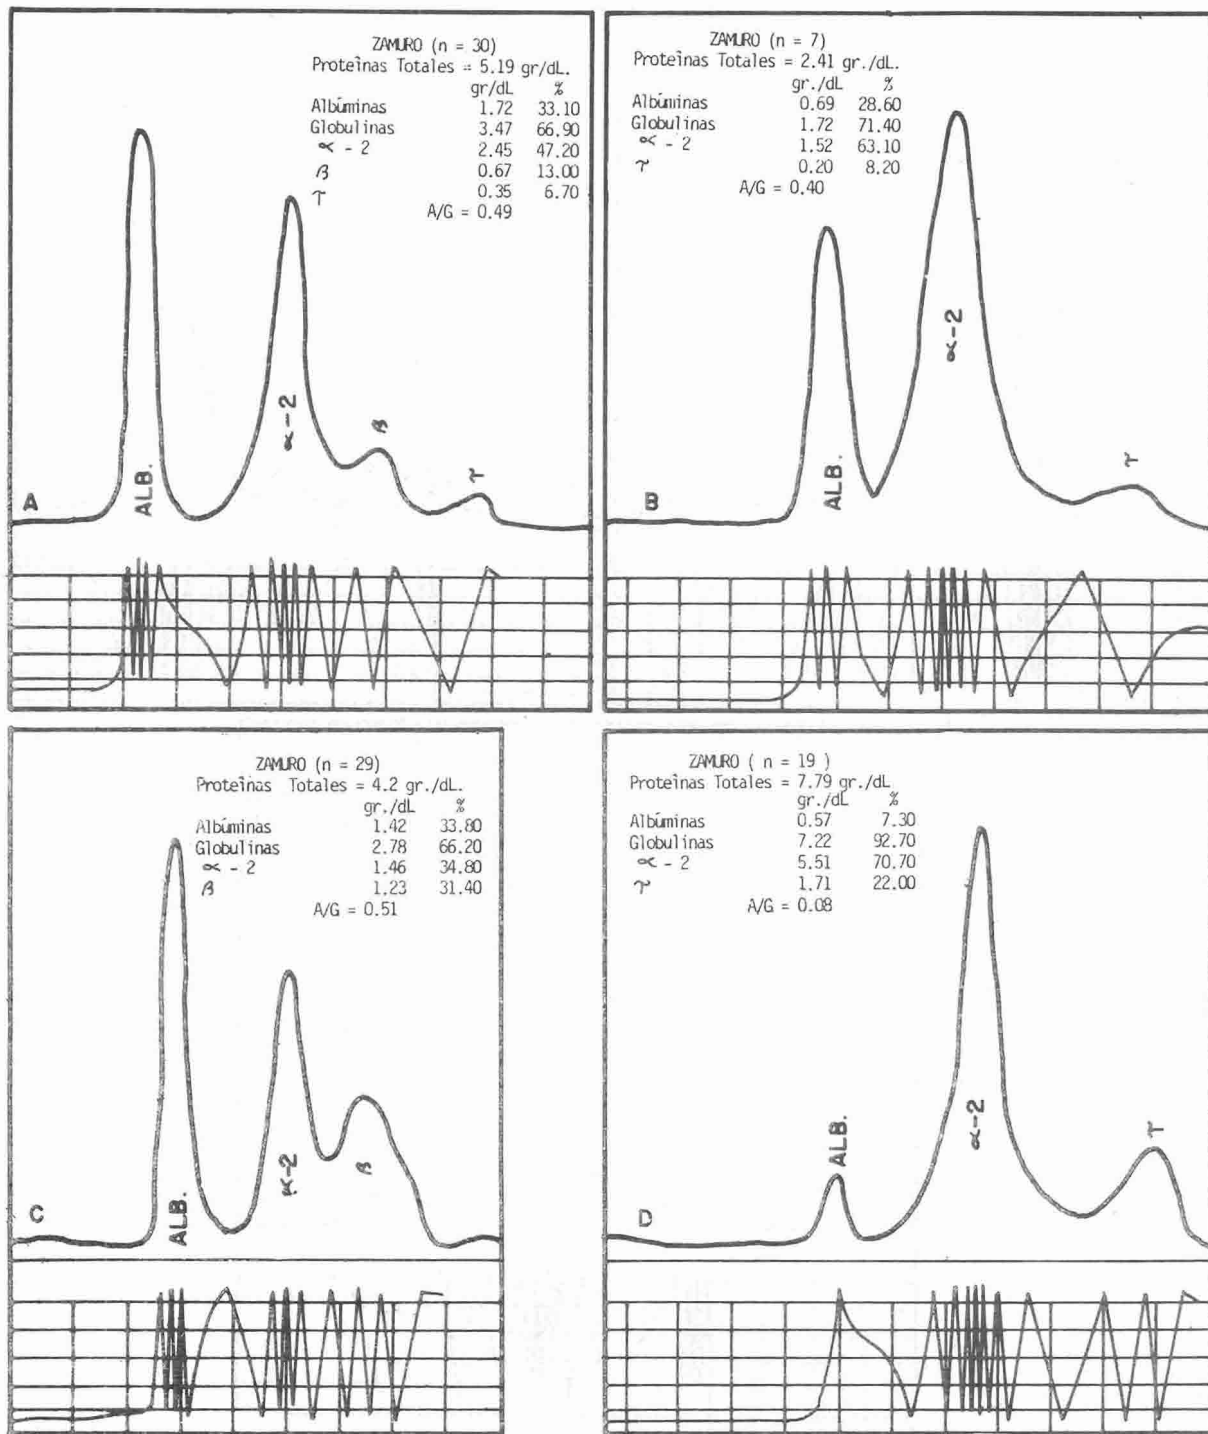 ZAMURO (n = 30)
Proteînas Totales = 5.19 gr/dL.
gr/dL %
Albúminas 1.72 33.10
Globulinas 3.47 66.90
∝ - 2 2.45 47.20
β 0.67 13.00
γ 0.35 6.70
A/G = 0.49
β
∝-2
γ
ALB.
A
ZAMURO (n = 7)
Proteînas Totales = 2.41 gr./dL.
gr./dL %
Albúminas 0.69 28.60
Globulinas 1.72 71.40
∝ - 2 1.52 63.10
γ 0.20 8.20
A/G = 0.40
∝-2
γ
ALB.
B
ZAMURO (n = 29)
Proteînas Totales = 4.2 gr./dL.
gr./dL %
Albúminas 1.42 33.80
Globulinas 2.78 66.20
∝ - 2 1.46 34.80
β 1.23 31.40
A/G = 0.51
∝-2
β
ALB.
C
ZAMURO ( n = 19 )
Proteînas Totales = 7.79 gr./dL
gr./dL %
Albúminas 0.57 7.30
Globulinas 7.22 92.70
∝ - 2 5.51 70.70
γ 1.71 22.00
A/G = 0.08
∝-2
ALB.
γ
D